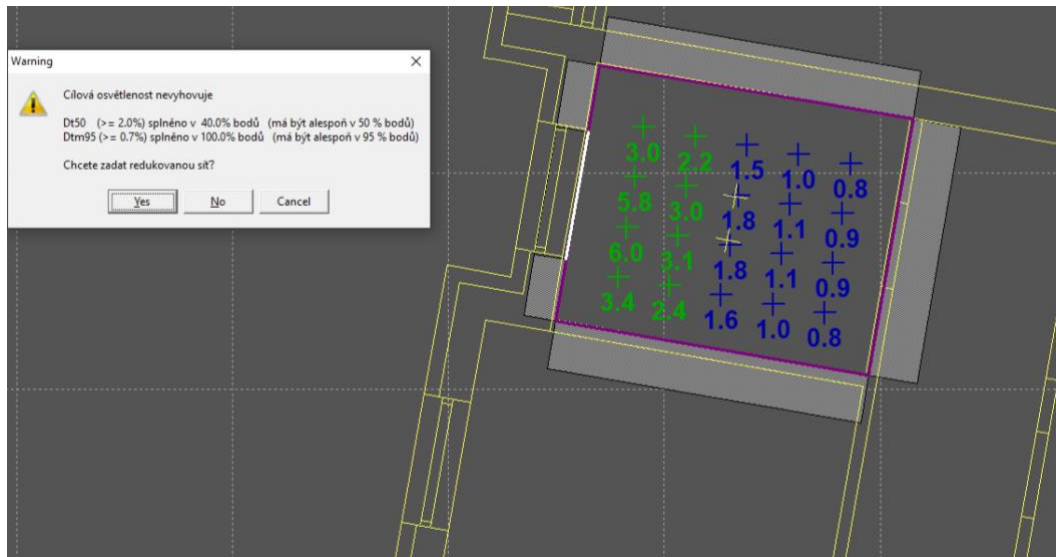 Warning
Cílová osvětlenost nevyhovuje
Dt50 (>= 2.0%) splněno v 40.0% bodů (má být alespoň v 50 % bodů)
Dtm95 (>= 0.7%) splněno v 100.0% bodů (má být alespoň v 95 % bodů)
Chcete zadat redukovanou síť?
Yes No Cancel
3.0 2.2 1.5 1.0 0.8
5.8 3.0 1.8 1.1 0.9
6.0 3.1 1.8 1.1 0.9
3.4 2.4 1.6 1.0 0.8